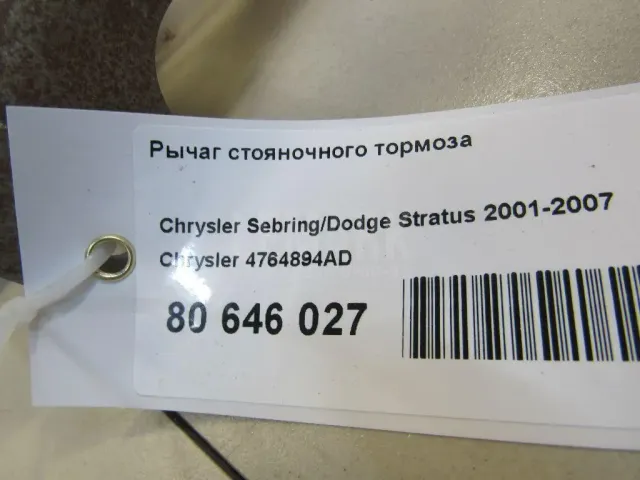 Рычаг стояночного тормоза
Chrysler Sebring/Dodge Stratus 2001-2007
Chrysler 4764894AD
80 646 027